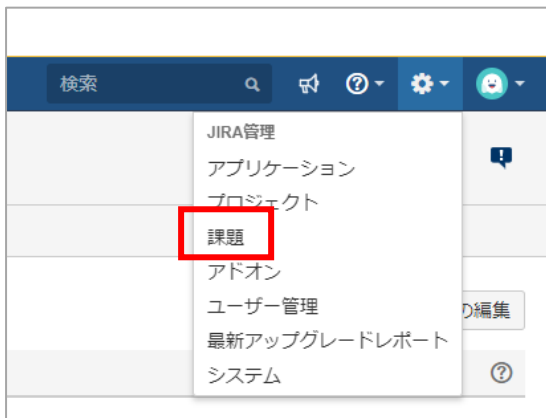 検索
JIRA管理
アプリケーション
プロジェクト
課題
アドオン
ユーザー管理
の編集
最新アップグレードレポート
システム